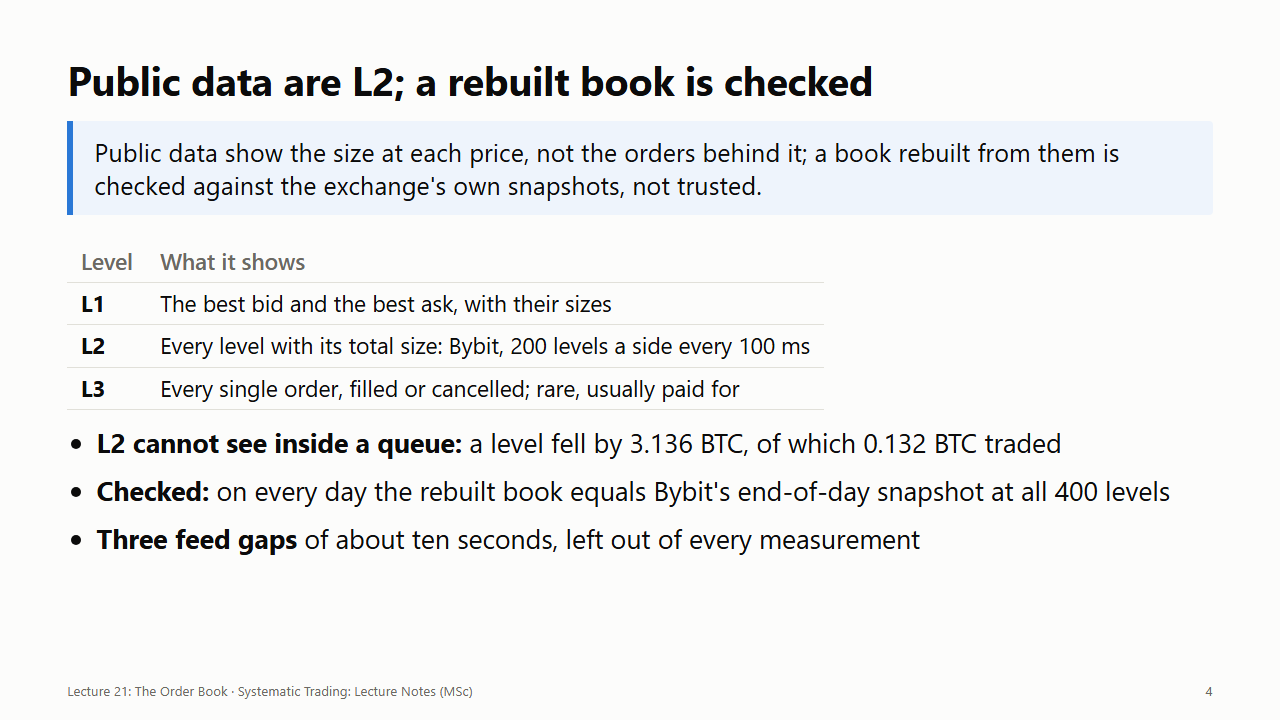 Public data are L2; a rebuilt book is checked
Public data show the size at each price, not the orders behind it; a book rebuilt from them is
checked against the exchange's own snapshots, not trusted.
Level What it shows
L1 The best bid and the best ask, with their sizes
L2 Every level with its total size: Bybit, 200 levels a side every 100 ms
L3 Every single order, filled or cancelled; rare, usually paid for
• L2 cannot see inside a queue: a level fell by 3.136 BTC, of which 0.132 BTC traded
• Checked: on every day the rebuilt book equals Bybit's end-of-day snapshot at all 400 levels
• Three feed gaps of about ten seconds, left out of every measurement
Lecture 21: The Order Book · Systematic Trading: Lecture Notes (MSc) 4